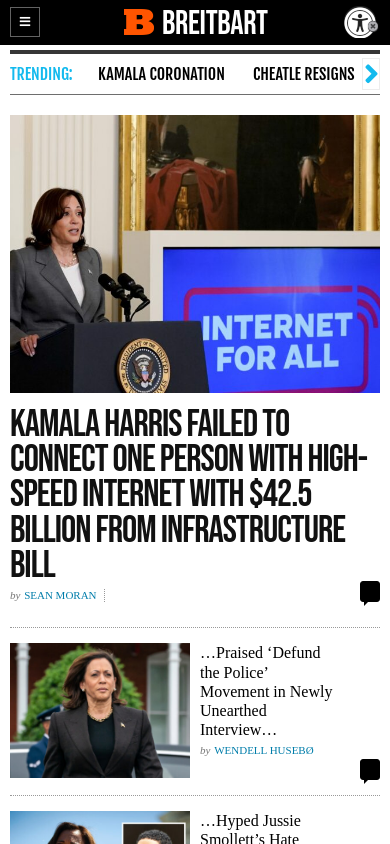 BREITBART
TRENDING:
KAMALA CORONATION
CHEATLE RESIGNS
INTERNET
FOR ALL
KAMALA HARRIS FAILED TO
CONNECT ONE PERSON WITH HIGH-
SPEED INTERNET WITH $42.5
BILLION FROM INFRASTRUCTURE
BILL
by SEAN MORAN
…Praised ‘Defund
the Police’
Movement in Newly
Unearthed
Interview…
by WENDELL HUSEBØ
…Hyped Jussie
Smollett’s Hate